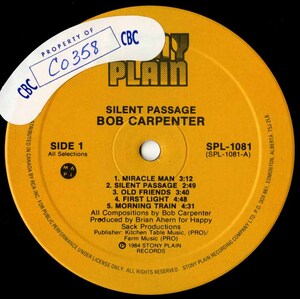 PROPERTY OF
CBC
CO358
CBC
STONY
PLAIN
SILENT PASSAGE
BOB CARPENTER
SIDE 1
All Selections
SPL-1081
(SPL-1081-A)
1. MIRACLE MAN 3:12
2. SILENT PASSAGE 2:49
3. OLD FRIENDS 3:40
4. FIRST LIGHT 4:48
5. MORNING TRAIN 4:31
All Compositions by Bob Carpenter
Produced by Brian Ahern for Happy
Sack Productions
Publisher: Kitchen Table Music, (PRO)/
Farm Music (PRO)
℗ 1984 STONY PLAIN
RECORDS